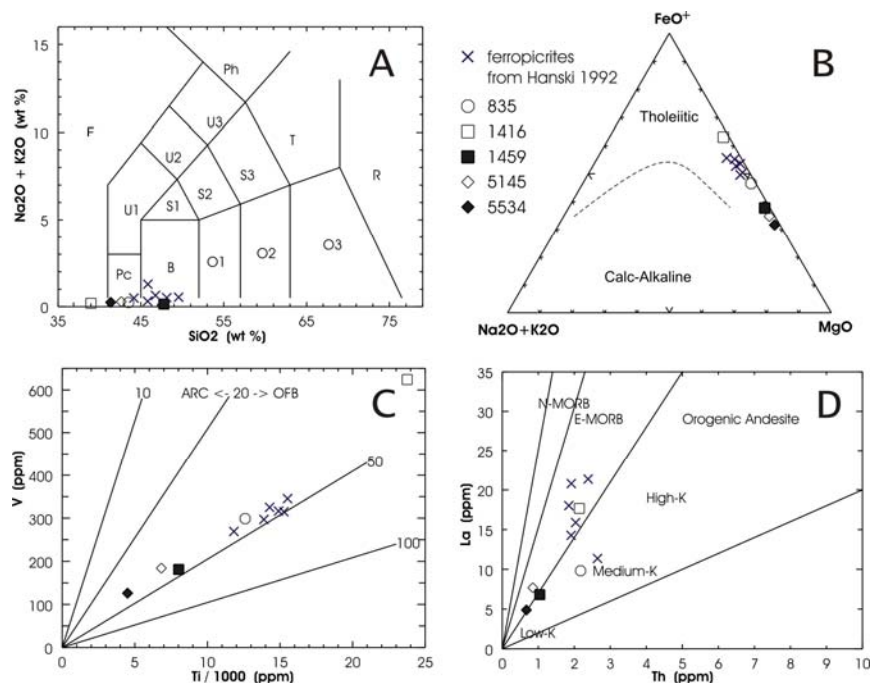 A
Na2O + K2O (wt %)
15
10
5
0
35
45
55
65
75
SiO2 (wt %)
F
Ph
U3
U2
U1
T
S3
S2
S1
R
Pc
B
O1
O2
O3
B
FeO+
ferropicrites
from Hanski 1992
835
1416
1459
5145
5534
Tholeiitic
Calc-Alkaline
Na2O+K2O
MgO
C
V (ppm)
600
500
400
300
200
100
0
0
5
10
15
20
25
Ti / 1000 (ppm)
10
ARC <- 20 -> OFB
50
100
D
La (ppm)
35
30
25
20
15
10
5
0
0
1
2
3
4
5
6
7
8
9
10
Th (ppm)
N-MORB
E-MORB
Orogenic Andesite
High-K
Medium-K
Low-K